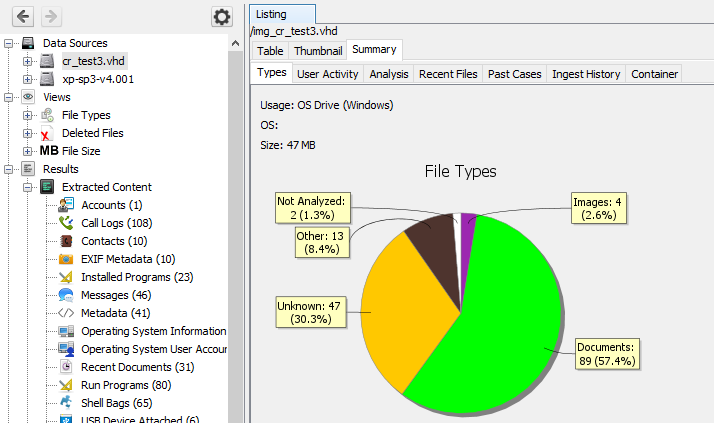 Listing
/img_cr_test3.vhd
Table Thumbnail Summary
Types User Activity Analysis Recent Files Past Cases Ingest History Container
Data Sources
cr_test3.vhd
xp-sp3-v4.001
Views
File Types
Deleted Files
MB File Size
Results
Extracted Content
Accounts (1)
Call Logs (108)
Contacts (10)
EXIF Metadata (10)
Installed Programs (23)
Messages (46)
Metadata (41)
Operating System Information
Operating System User Accoun
Recent Documents (31)
Run Programs (80)
Shell Bags (65)
USB Device Attached (6)
Usage: OS Drive (Windows)
OS:
Size: 47 MB
File Types
Not Analyzed:
2 (1.3%)
Other: 13
(8.4%)
Unknown: 47
(30.3%)
Images: 4
(2.6%)
Documents:
89 (57.4%)